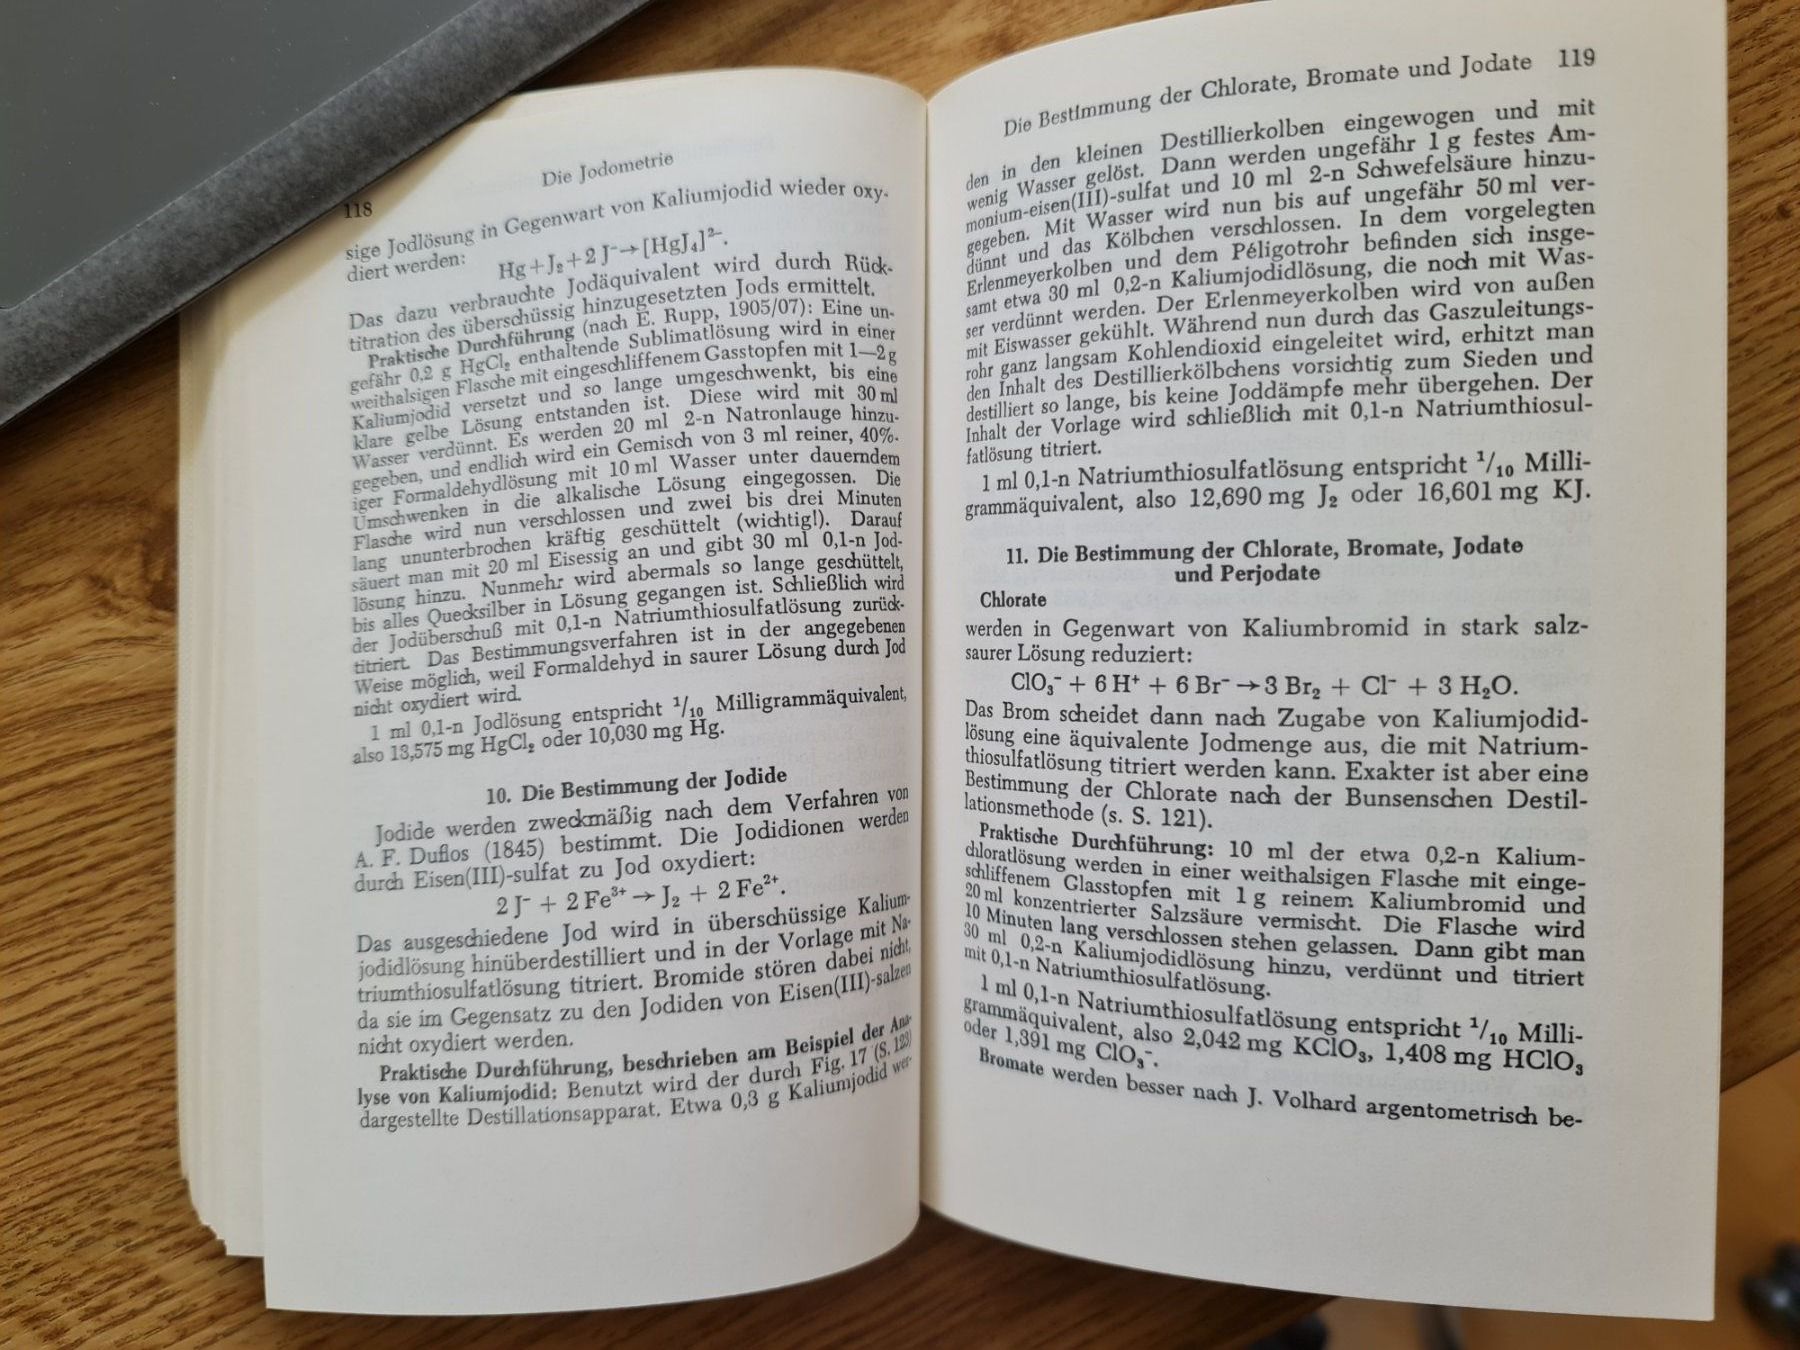 118
Die Jodometrie
sige Jodlösung in Gegenwart von Kaliumjodid wieder oxy-
diert werden:
Hg + J₂ + 2 J⁻ → [HgJ₄]²⁻.
Das dazu verbrauchte Jodäquivalent wird durch Rück-
titration des überschüssig hinzugesetzten Jods ermittelt.
Praktische Durchführung (nach E. Rupp, 1905/07): Eine un-
gefähr 0,2 g HgCl₂ enthaltende Sublimatlösung wird in einer
weithalsigen Flasche mit eingeschliffenem Gasstopfen mit 1—2 g
Kaliumjodid versetzt und so lange umgeschwenkt, bis eine
klare gelbe Lösung entstanden ist. Diese wird mit 30 ml
Wasser verdünnt. Es werden 20 ml 2-n Natronlauge hinzu-
gegeben, und endlich wird ein Gemisch von 3 ml reiner, 40%-
iger Formaldehydlösung mit 10 ml Wasser unter dauerndem
Umschwenken in die alkalische Lösung eingegossen. Die
Flasche wird nun verschlossen und zwei bis drei Minuten
lang ununterbrochen kräftig geschüttelt (wichtig!). Darauf
säuert man mit 20 ml Eisessig an und gibt 30 ml 0,1-n Jod-
lösung hinzu. Nunmehr wird abermals so lange geschüttelt,
bis alles Quecksilber in Lösung gegangen ist. Schließlich wird
der Jodüberschuß mit 0,1-n Natriumthiosulfatlösung zurück-
titriert. Das Bestimmungsverfahren ist in der angegebenen
Weise möglich, weil Formaldehyd in saurer Lösung durch Jod
nicht oxydiert wird.
1 ml 0,1-n Jodlösung entspricht ¹/₁₀ Milligrammäquivalent,
also 13,575 mg HgCl₂ oder 10,030 mg Hg.
10. Die Bestimmung der Jodide
Jodide werden zweckmäßig nach dem Verfahren von
A. F. Duflos (1845) bestimmt. Die Jodidionen werden
durch Eisen(III)-sulfat zu Jod oxydiert:
2 J⁻ + 2 Fe³⁺ → J₂ + 2 Fe²⁺.
Das ausgeschiedene Jod wird in überschüssige Kalium-
jodidlösung hinüberdestilliert und in der Vorlage mit Na-
triumthiosulfatlösung titriert. Bromide stören dabei nicht,
da sie im Gegensatz zu den Jodiden von Eisen(III)-salzen
nicht oxydiert werden.
Praktische Durchführung, beschrieben am Beispiel der Ana-
lyse von Kaliumjodid: Benutzt wird der durch Fig. 17 (S. 123)
dargestellte Destillationsapparat. Etwa 0,3 g Kaliumjodid wer-
Die Bestimmung der Chlorate, Bromate und Jodate 119
den in den kleinen Destillierkolben eingewogen und mit
wenig Wasser gelöst. Dann werden ungefähr 1 g festes Am-
monium-eisen(III)-sulfat und 10 ml 2-n Schwefelsäure hinzu-
gegeben. Mit Wasser wird nun bis auf ungefähr 50 ml ver-
dünnt und das Kölbchen verschlossen. In dem vorgelegten
Erlenmeyerkolben und dem Péligotrohr befinden sich insge-
samt etwa 30 ml 0,2-n Kaliumjodidlösung, die noch mit Was-
ser verdünnt werden. Der Erlenmeyerkolben wird von außen
mit Eiswasser gekühlt. Während nun durch das Gaszuleitungs-
rohr ganz langsam Kohlendioxid eingeleitet wird, erhitzt man
den Inhalt des Destillierkölbchens vorsichtig zum Sieden und
destilliert so lange, bis keine Joddämpfe mehr übergehen. Der
Inhalt der Vorlage wird schließlich mit 0,1-n Natriumthiosul-
fatlösung titriert.
1 ml 0,1-n Natriumthiosulfatlösung entspricht ¹/₁₀ Milli-
grammäquivalent, also 12,690 mg J₂ oder 16,601 mg KJ.
11. Die Bestimmung der Chlorate, Bromate, Jodate
und Perjodate
Chlorate
werden in Gegenwart von Kaliumbromid in stark salz-
saurer Lösung reduziert:
ClO₃⁻ + 6 H⁺ + 6 Br⁻ → 3 Br₂ + Cl⁻ + 3 H₂O.
Das Brom scheidet dann nach Zugabe von Kaliumjodid-
lösung eine äquivalente Jodmenge aus, die mit Natrium-
thiosulfatlösung titriert werden kann. Exakter ist aber eine
Bestimmung der Chlorate nach der Bunsenschen Destil-
lationsmethode (s. S. 121).
Praktische Durchführung: 10 ml der etwa 0,2-n Kalium-
chloratlösung werden in einer weithalsigen Flasche mit einge-
schliffenem Glasstopfen mit 1 g reinem Kaliumbromid und
20 ml konzentrierter Salzsäure vermischt. Die Flasche wird
10 Minuten lang verschlossen stehen gelassen. Dann gibt man
30 ml 0,2-n Kaliumjodidlösung hinzu, verdünnt und titriert
mit 0,1-n Natriumthiosulfatlösung.
1 ml 0,1-n Natriumthiosulfatlösung entspricht ¹/₁₀ Milli-
grammäquivalent, also 2,042 mg KClO₃, 1,408 mg HClO₃
oder 1,391 mg ClO₃⁻.
Bromate werden besser nach J. Volhard argentometrisch be-